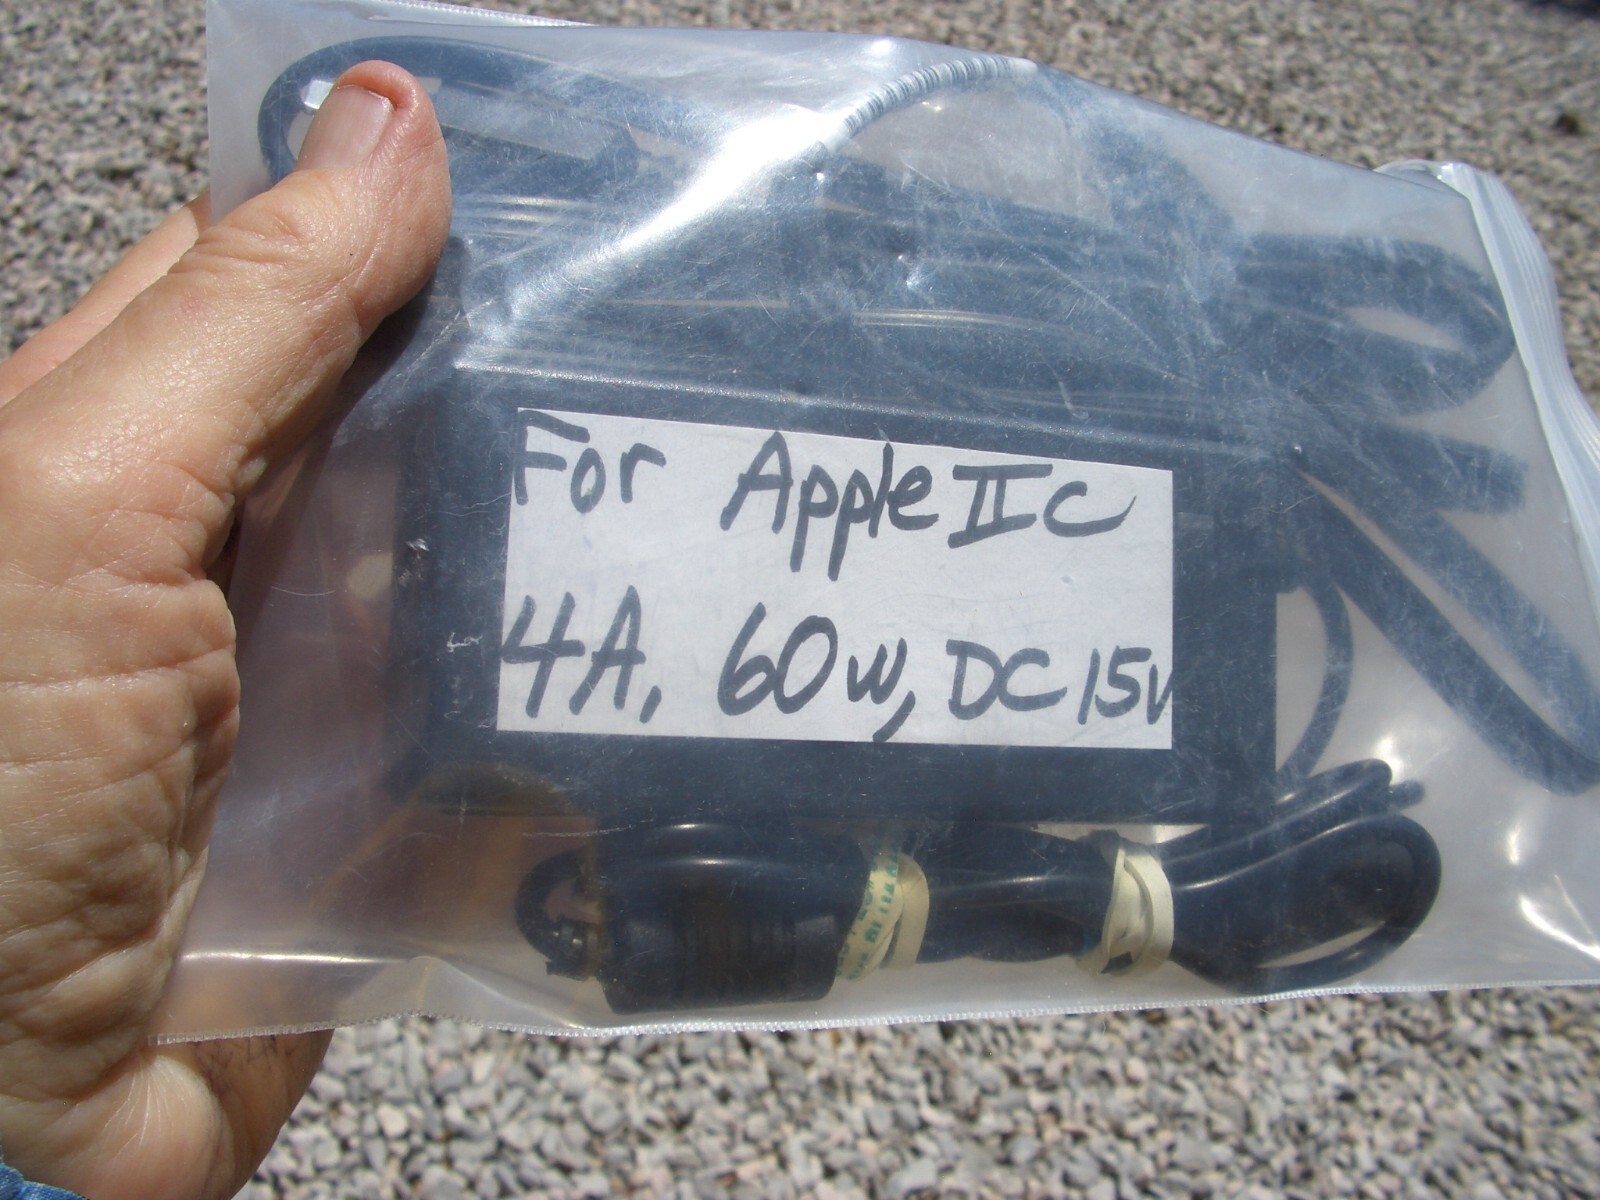 For Apple IIc
4A, 60w, DC 15v